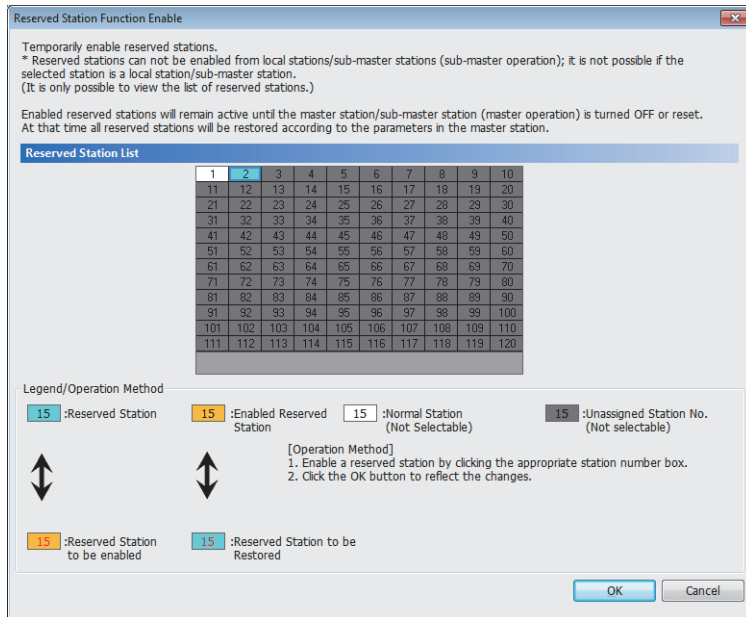 Reserved Station Function Enable
Temporarily enable reserved stations.
* Reserved stations can not be enabled from local stations/sub-master stations (sub-master operation); it is not possible if the
selected station is a local station/sub-master station.
(It is only possible to view the list of reserved stations.)
Enabled reserved stations will remain active until the master station/sub-master station (master operation) is turned OFF or reset.
At that time all reserved stations will be restored according to the parameters in the master station.
Reserved Station List
1 2 3 4 5 6 7 8 9 10
11 12 13 14 15 16 17 18 19 20
21 22 23 24 25 26 27 28 29 30
31 32 33 34 35 36 37 38 39 40
41 42 43 44 45 46 47 48 49 50
51 52 53 54 55 56 57 58 59 60
61 62 63 64 65 66 67 68 69 70
71 72 73 74 75 76 77 78 79 80
81 82 83 84 85 86 87 88 89 90
91 92 93 94 95 96 97 98 99 100
101 102 103 104 105 106 107 108 109 110
111 112 113 114 115 116 117 118 119 120
Legend/Operation Method
15 :Reserved Station
15 :Enabled Reserved
Station
15 :Normal Station
(Not Selectable)
15 :Unassigned Station No.
(Not selectable)
[Operation Method]
1. Enable a reserved station by clicking the appropriate station number box.
2. Click the OK button to reflect the changes.
15 :Reserved Station
to be enabled
15 :Reserved Station to be
Restored
OK Cancel